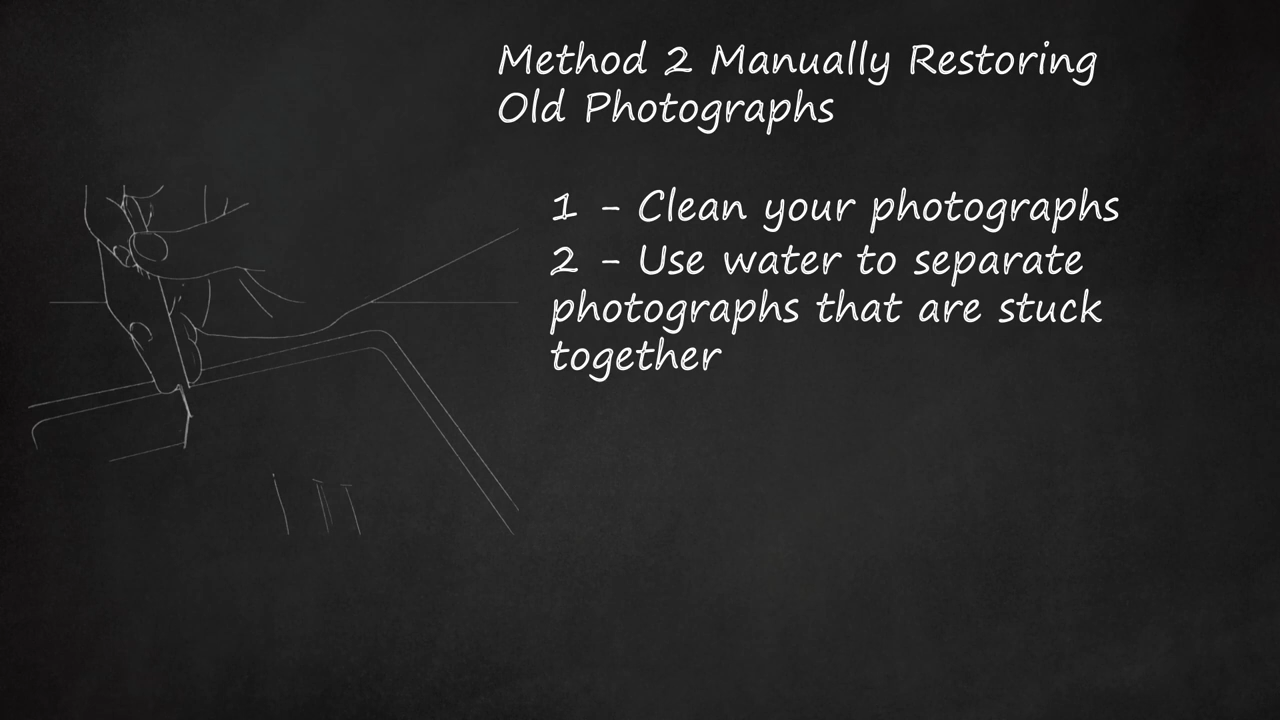 Method 2 Manually Restoring
Old Photographs
1 - Clean your photographs
2 - Use water to separate
photographs that are stuck
together